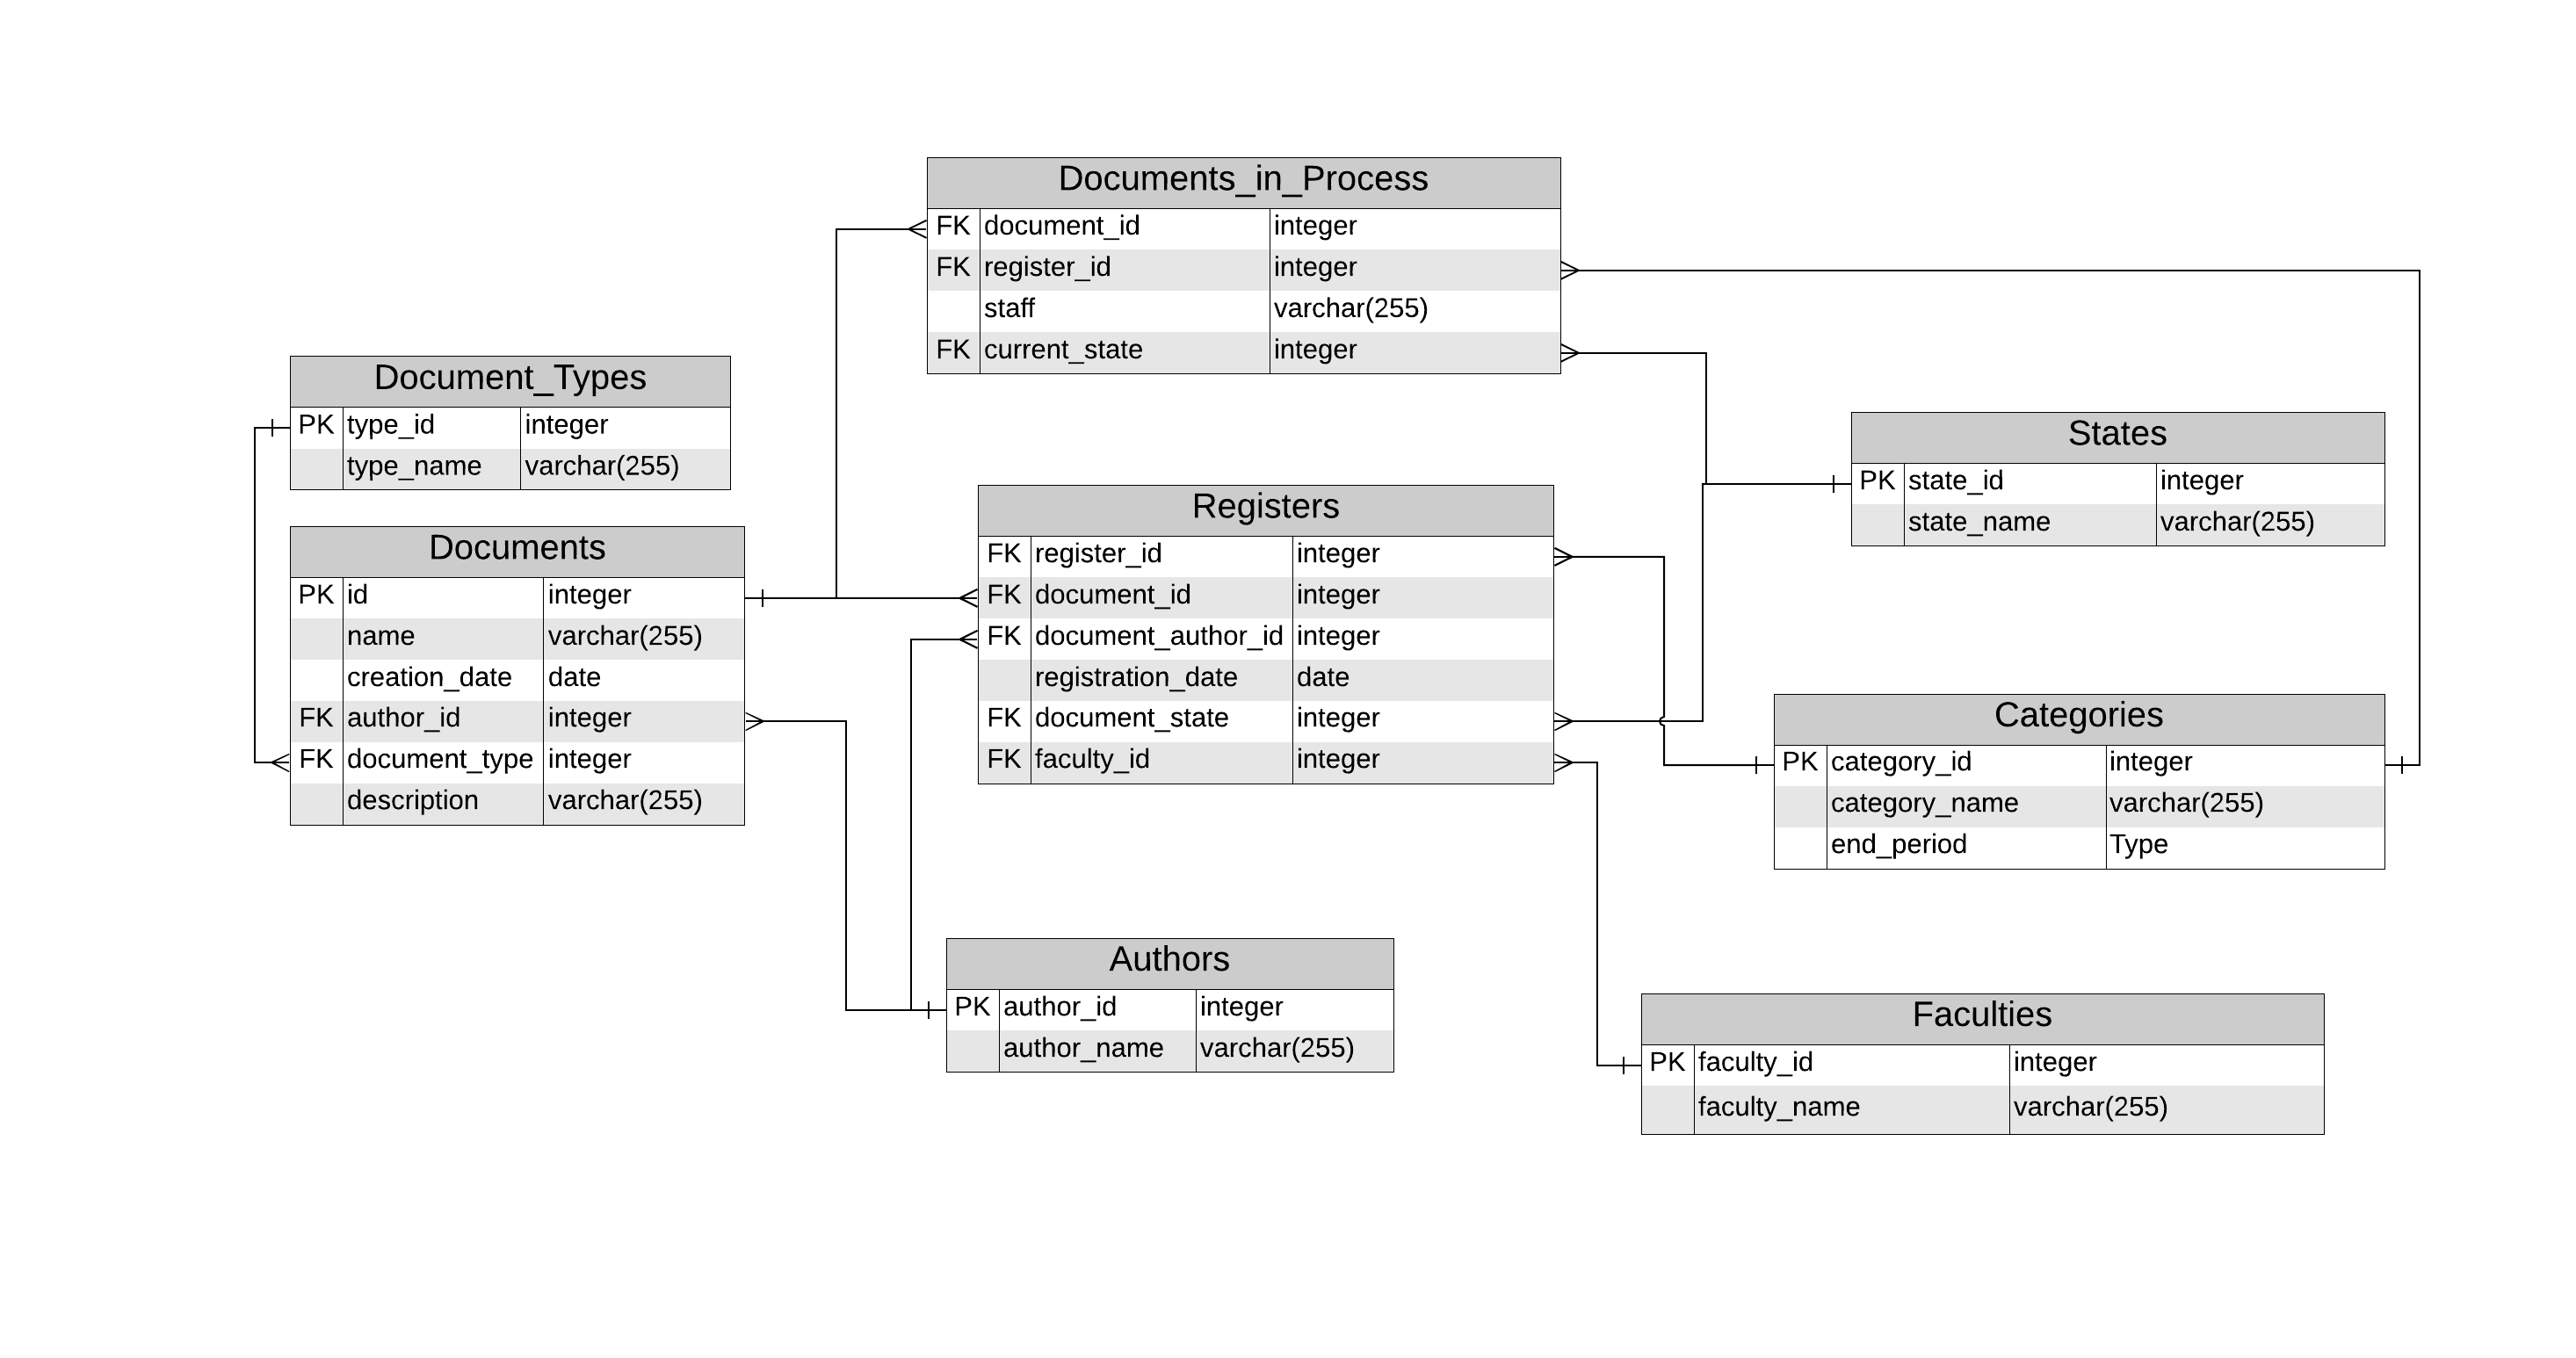 Documents_in_Process
FK document_id integer
FK register_id integer
staff varchar(255)
FK current_state integer
Document_Types
PK type_id integer
type_name varchar(255)
States
PK state_id integer
state_name varchar(255)
Registers
FK register_id integer
FK document_id integer
FK document_author_id integer
registration_date date
FK document_state integer
FK faculty_id integer
Documents
PK id integer
name varchar(255)
creation_date date
FK author_id integer
FK document_type integer
description varchar(255)
Categories
PK category_id integer
category_name varchar(255)
end_period Type
Authors
PK author_id integer
author_name varchar(255)
Faculties
PK faculty_id integer
faculty_name varchar(255)